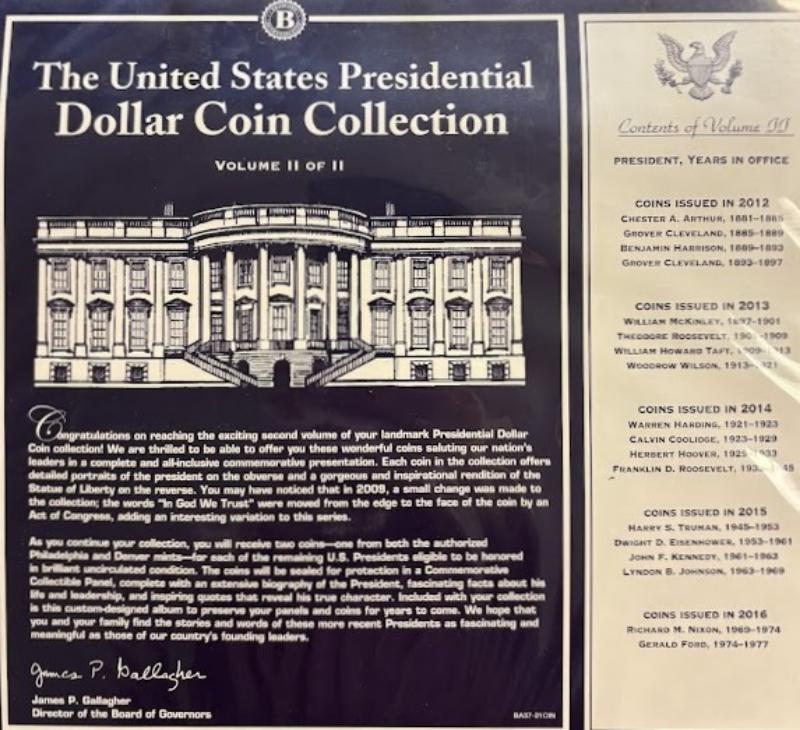 B
The United States Presidential
Dollar Coin Collection
VOLUME II OF II
Congratulations on reaching the exciting second volume of your landmark Presidential Dollar
Coin collection! We are thrilled to be able to offer you these wonderful coins saluting our nation's
leaders in a complete and all-inclusive commemorative presentation. Each coin in the collection offers
detailed portraits of the president on the obverse and a gorgeous and inspirational rendition of the
Statue of Liberty on the reverse. You may have noticed that in 2009, a small change was made to
the collection; the words "In God We Trust" were moved from the edge to the face of the coin by an
Act of Congress, adding an interesting variation to this series.
As you continue your collection, you will receive two coins—one from both the authorized
Philadelphia and Denver mints—for each of the remaining U.S. Presidents eligible to be honored
in brilliant uncirculated condition. The coins will be sealed for protection in a Commemorative
Collectible Panel, complete with an extensive biography of the President, fascinating facts about his
life and leadership, and inspiring quotes that reveal his true character. Included with your collection
is this custom-designed album to preserve your panels and coins for years to come. We hope that
you and your family find the stories and words of these more recent Presidents as fascinating and
meaningful as those of our country's founding leaders.
James P. Gallagher
James P. Gallagher
Director of the Board of Governors
Contents of Volume II
PRESIDENT, YEARS IN OFFICE
COINS ISSUED IN 2012
CHESTER A. ARTHUR, 1881–1885
GROVER CLEVELAND, 1885–1889
BENJAMIN HARRISON, 1889–1893
GROVER CLEVELAND, 1893–1897
COINS ISSUED IN 2013
WILLIAM MCKINLEY, 1897–1901
THEODORE ROOSEVELT, 1909
WILLIAM HOWARD TAFT,
WOODROW WILSON, 1913–
COINS ISSUED IN 2014
WARREN HARDING, 1921–1923
CALVIN COOLIDGE, 1923–1929
HERBERT HOOVER,
FRANKLIN D. ROOSEVELT,
COINS ISSUED IN 2015
HARRY S. TRUMAN, 1945–1953
DWIGHT D. EISENHOWER, 1953–1961
JOHN F. KENNEDY, 1961–1963
LYNDON B. JOHNSON, 1963–1969
COINS ISSUED IN 2016
RICHARD M. NIXON, 1969–1974
GERALD FORD, 1974–1977